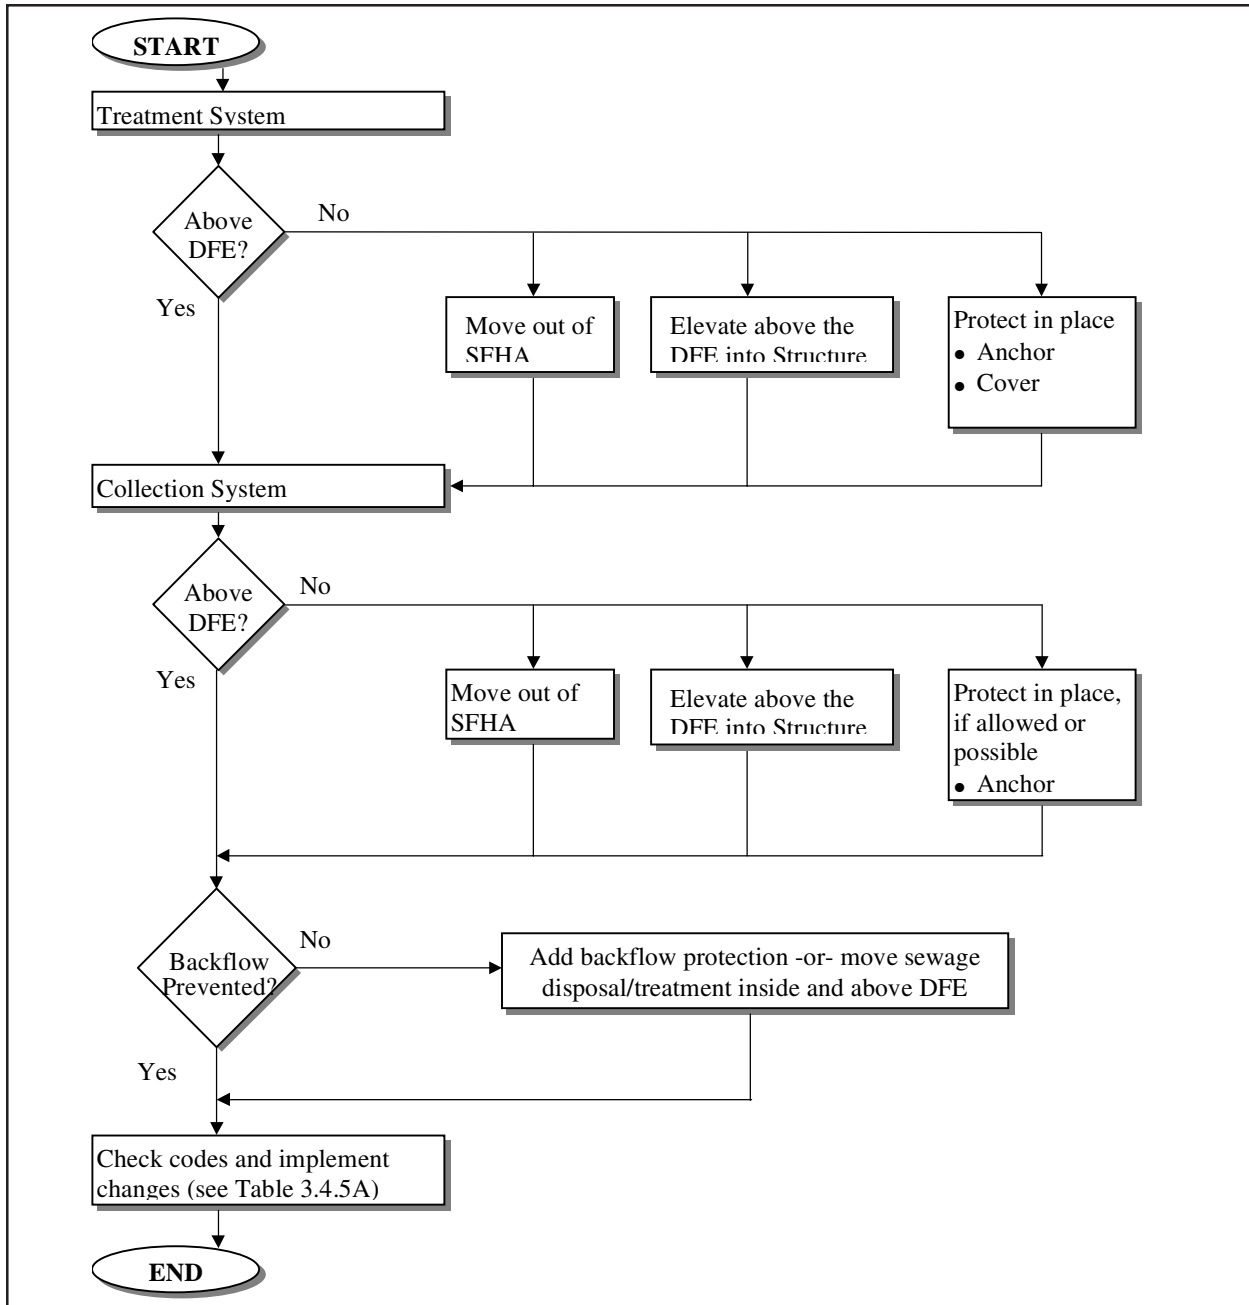 START
Treatment System
Above
DFE?
No
Yes
Move out of
SFHA
Elevate above the
DFE into Structure
Protect in place
• Anchor
• Cover
Collection System
Above
DFE?
No
Yes
Move out of
SFHA
Elevate above the
DFE into Structure
Protect in place,
if allowed or
possible
• Anchor
Backflow
Prevented?
No
Add backflow protection -or- move sewage
disposal/treatment inside and above DFE
Yes
Check codes and implement
changes (see Table 3.4.5A)
END